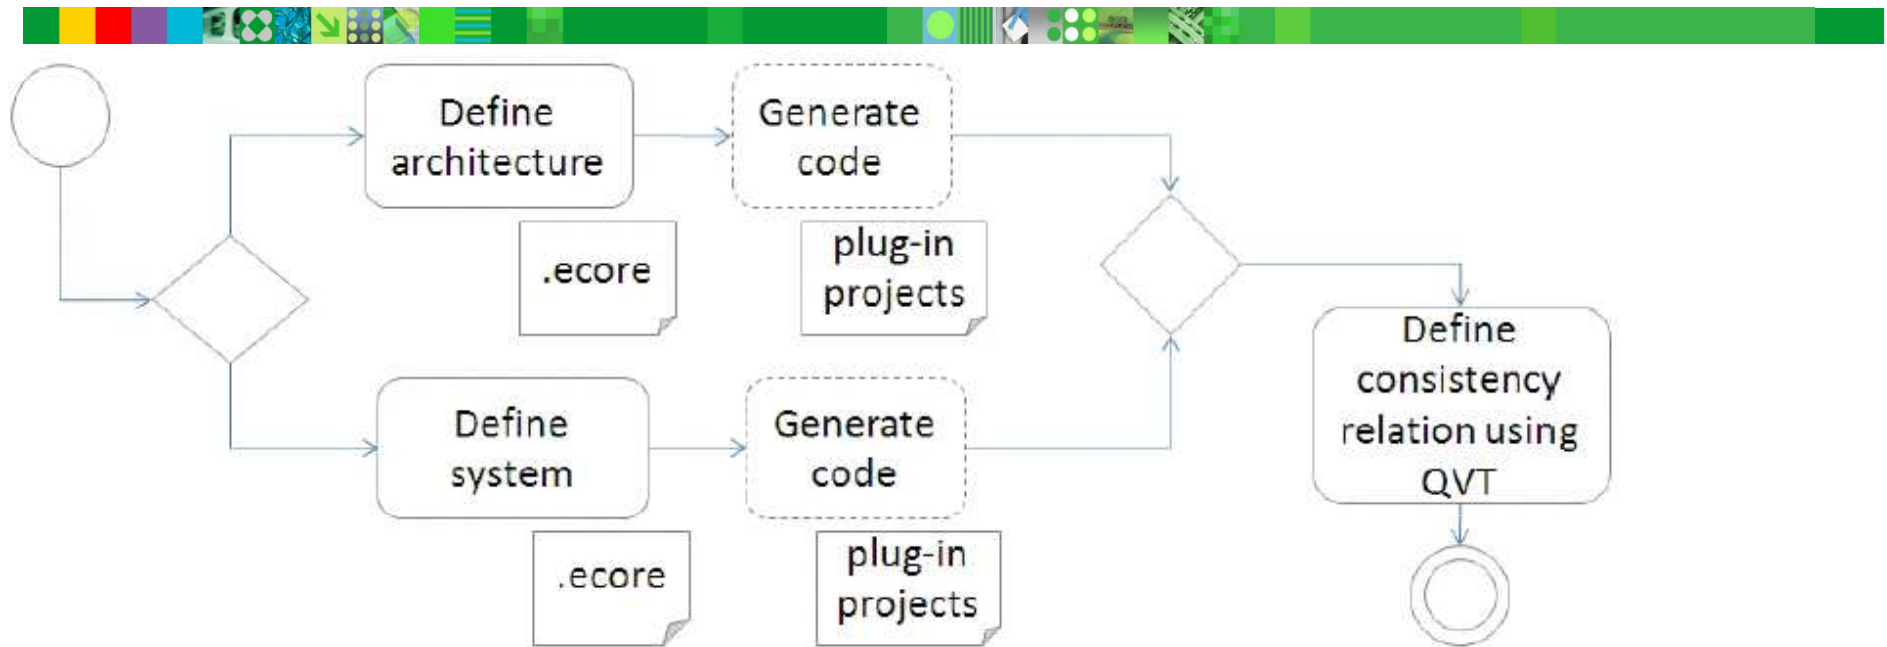 Define
architecture
Generate
code
.ecore
plug-in
projects
Define
system
Generate
code
.ecore
plug-in
projects
Define
consistency
relation using
QVT